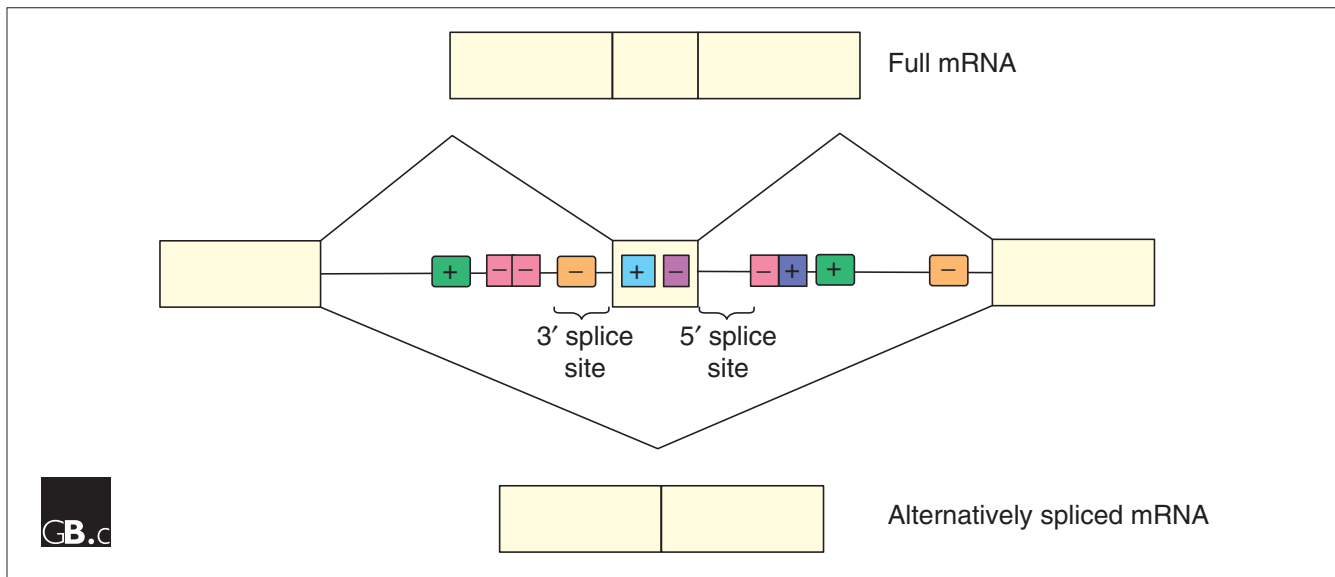 Full mRNA
+ − − − + − − + + −
3′ splice
site
5′ splice
site
Alternatively spliced mRNA
GB.c